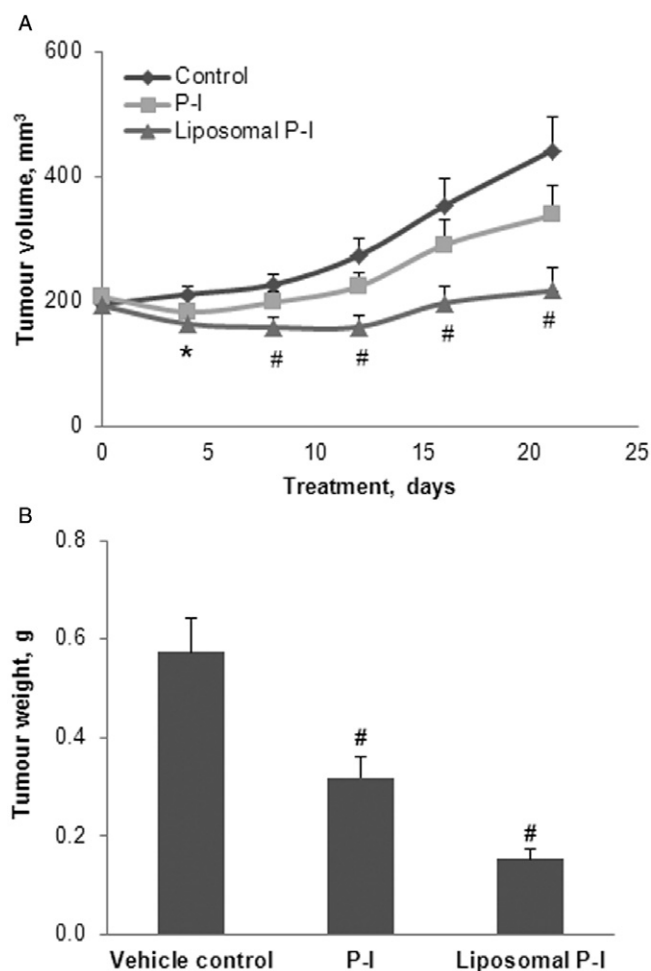 A
600
Control
P-I
Liposomal P-I
400
200
0
Tumour volume, mm³
* # # # #
0 5 10 15 20 25
Treatment, days
B
0.8
0.6
0.4
0.2
0.0
Tumour weight, g
#
#
Vehicle control P-I Liposomal P-I